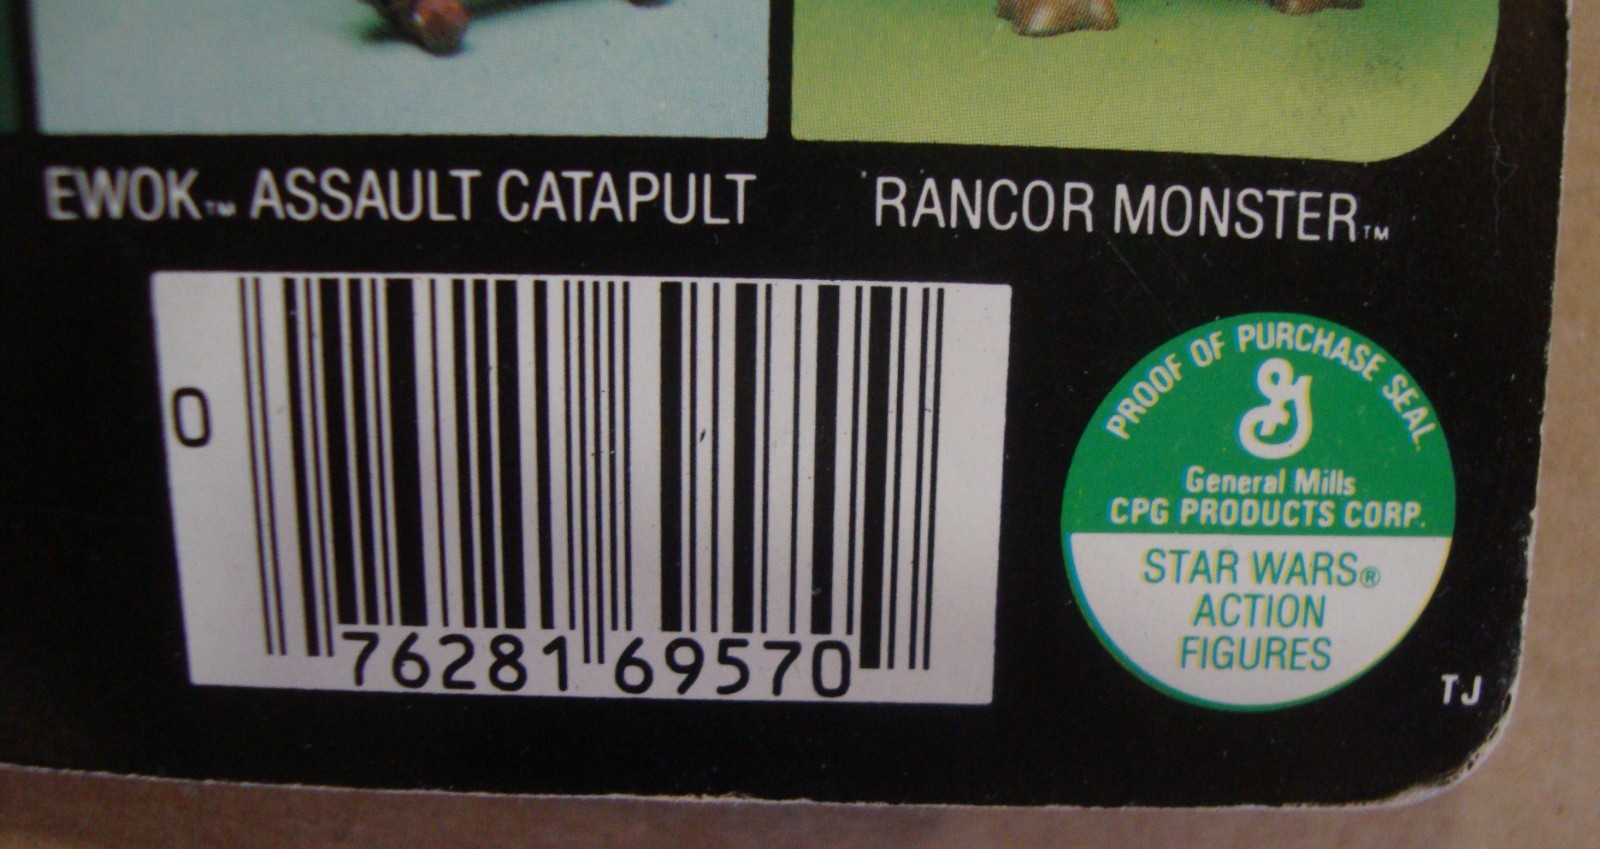 EWOK™ ASSAULT CATAPULT
RANCOR MONSTER™
0
76281 69570
PROOF OF PURCHASE SEAL
General Mills
CPG PRODUCTS CORP.
STAR WARS®
ACTION
FIGURES
TJ